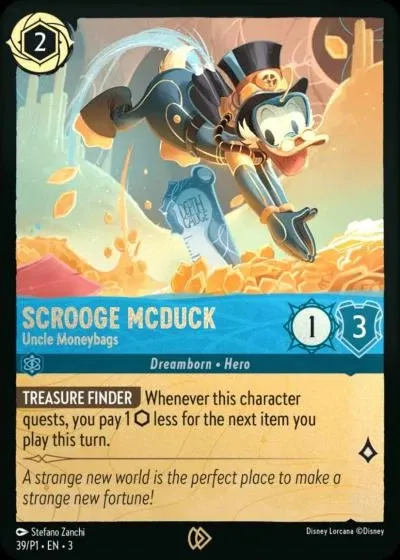 2
LOTH
CAUSE
SCROOGE MCDUCK
Uncle Moneybags
1
3
Dreamborn • Hero
TREASURE FINDER Whenever this character
quests, you pay 1 ⬡ less for the next item you
play this turn.
A strange new world is the perfect place to make a
strange new fortune!
Stefano Zanchi
39/P1 • EN • 3
Disney Lorcana ©Disney